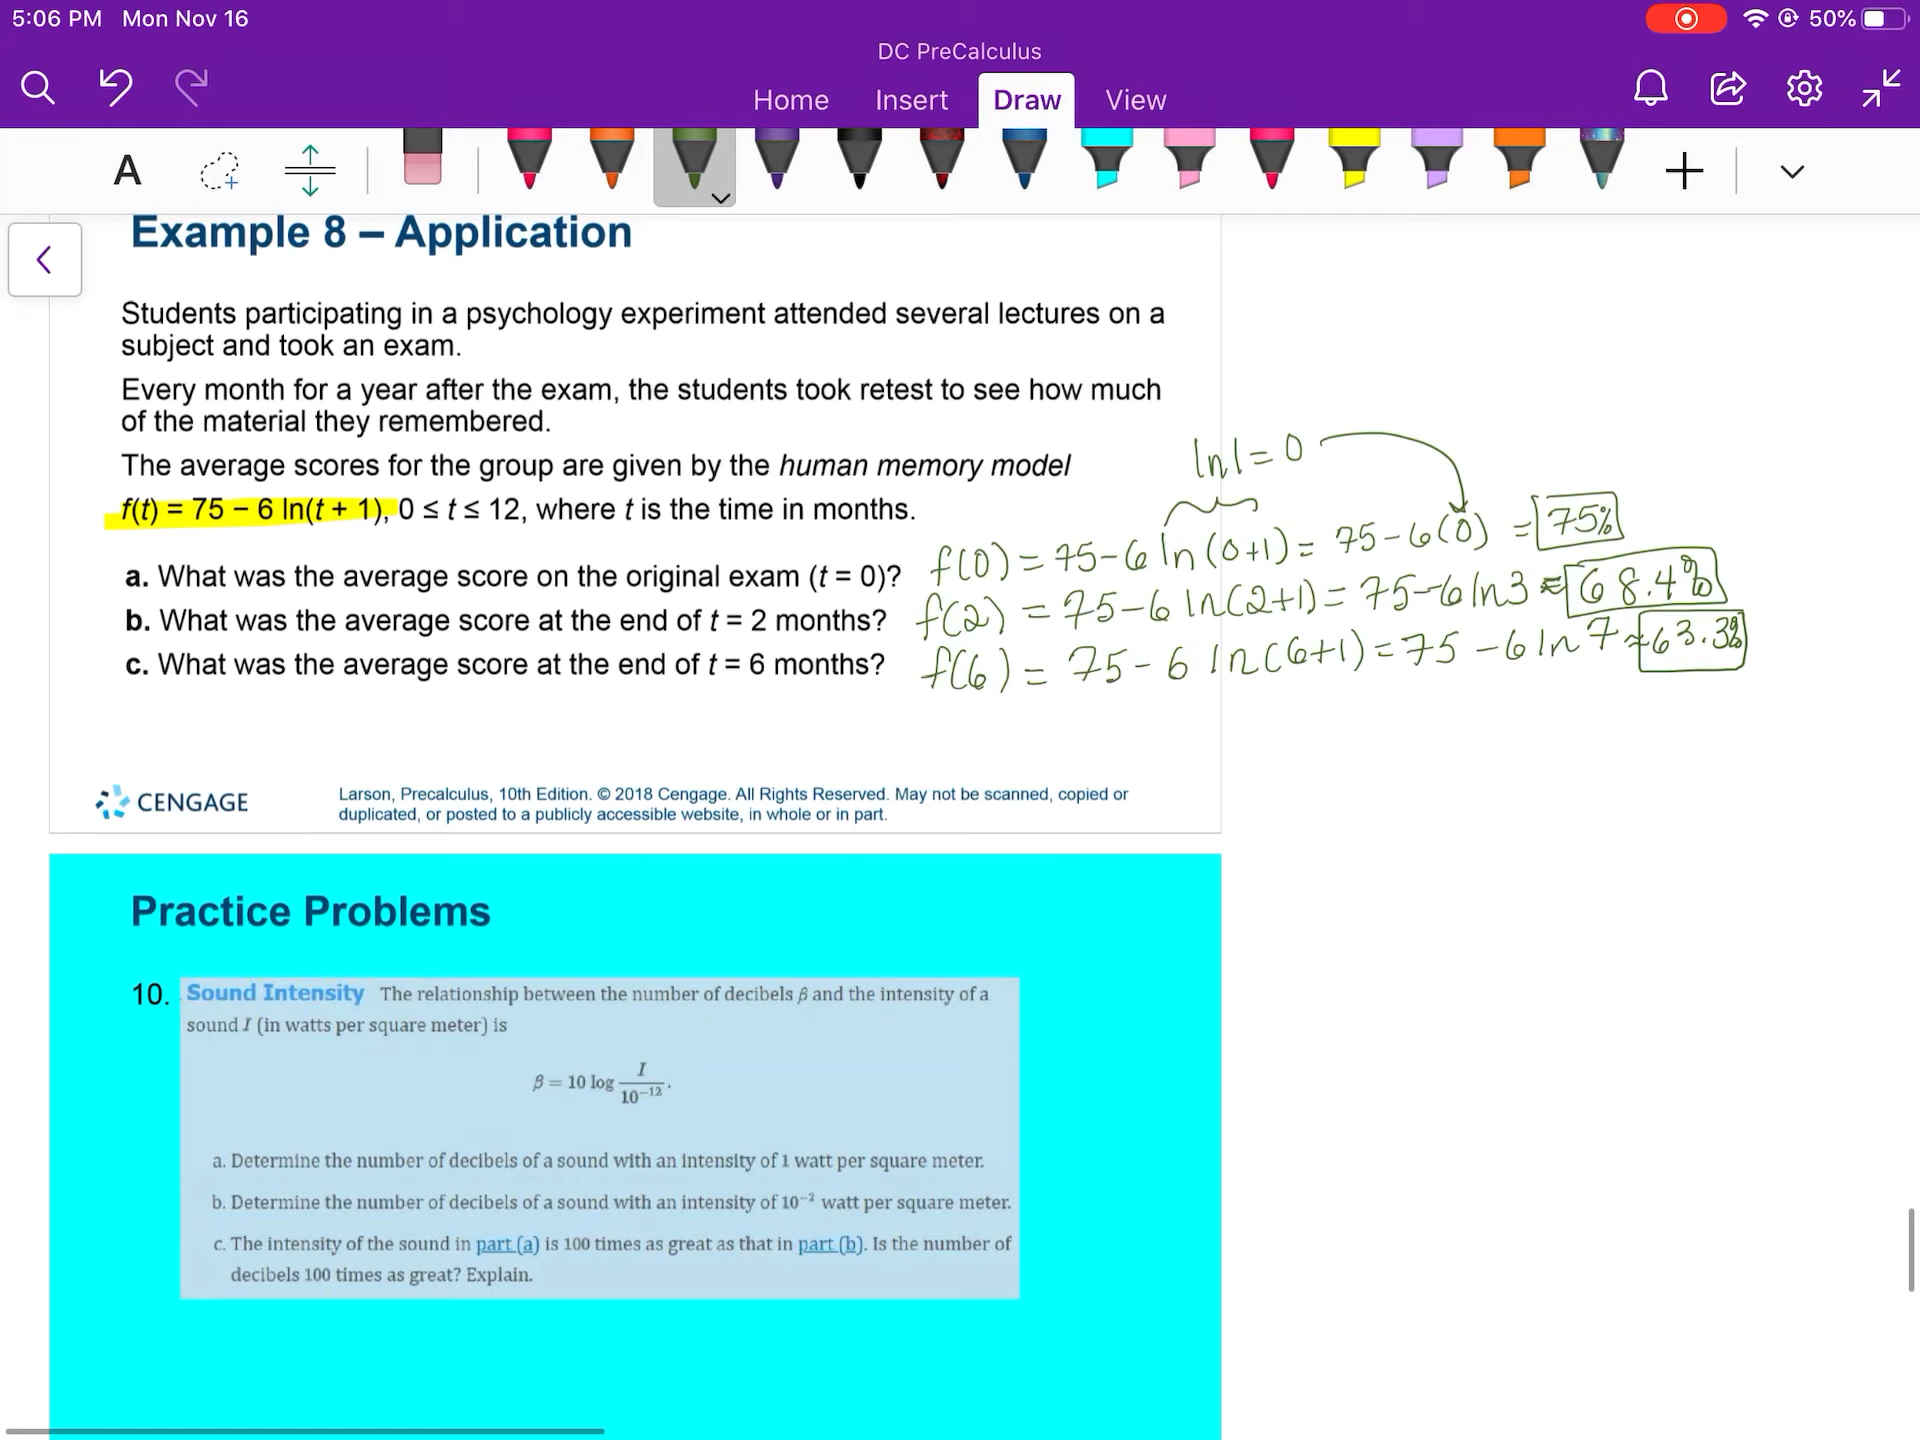 5:06 PM Mon Nov 16
50%
DC PreCalculus
Home Insert Draw View
A
Example 8 – Application
Students participating in a psychology experiment attended several lectures on a
subject and took an exam.
Every month for a year after the exam, the students took retest to see how much
of the material they remembered.
The average scores for the group are given by the human memory model
f(t) = 75 − 6 ln(t + 1), 0 ≤ t ≤ 12, where t is the time in months.
ln1 = 0
a. What was the average score on the original exam (t = 0)? f(0) = 75-6 ln(0+1) = 75-6(0) = 75%
b. What was the average score at the end of t = 2 months? f(2) = 75-6 ln(2+1) = 75-6 ln3 ≈ 68.4%
c. What was the average score at the end of t = 6 months? f(6) = 75-6 ln(6+1) = 75-6 ln 7 ≈ 63.3%
CENGAGE
Larson, Precalculus, 10th Edition. © 2018 Cengage. All Rights Reserved. May not be scanned, copied or
duplicated, or posted to a publicly accessible website, in whole or in part.
Practice Problems
10. Sound Intensity The relationship between the number of decibels β and the intensity of a
sound I (in watts per square meter) is
β = 10 log I/10⁻¹².
a. Determine the number of decibels of a sound with an intensity of 1 watt per square meter.
b. Determine the number of decibels of a sound with an intensity of 10⁻² watt per square meter.
c. The intensity of the sound in part (a) is 100 times as great as that in part (b). Is the number of
decibels 100 times as great? Explain.